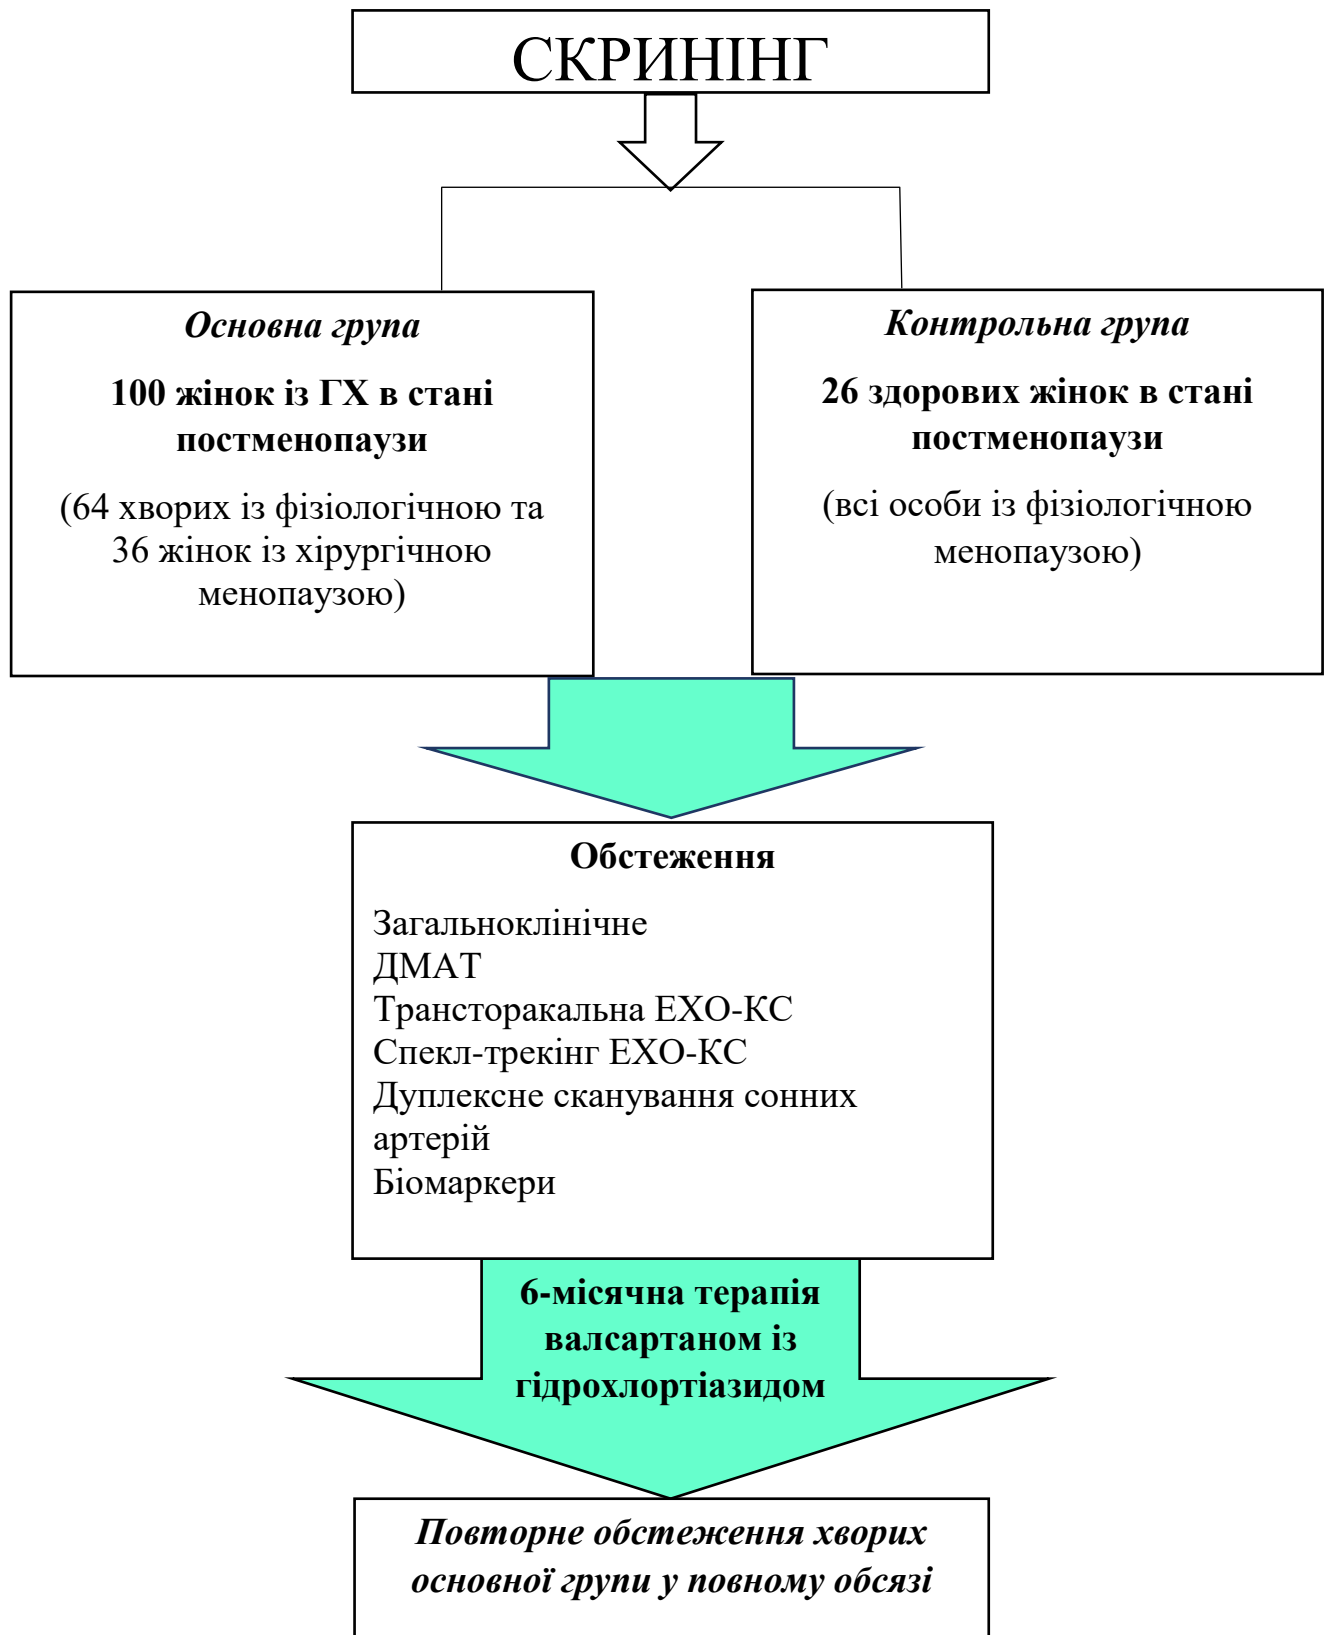 СКРИНІНГ
Основна група
100 жінок із ГХ в стані
постменопаузи
(64 хворих із фізіологічною та
36 жінок із хірургічною
менопаузою)
Контрольна група
26 здорових жінок в стані
постменопаузи
(всі особи із фізіологічною
менопаузою)
Обстеження
Загальноклінічне
ДМАТ
Трансторакальна ЕХО-КС
Спекл-трекінг ЕХО-КС
Дуплексне сканування сонних
артерій
Біомаркери
6-місячна терапія
валсартаном із
гідрохлортіазидом
Повторне обстеження хворих
основної групи у повному обсязі